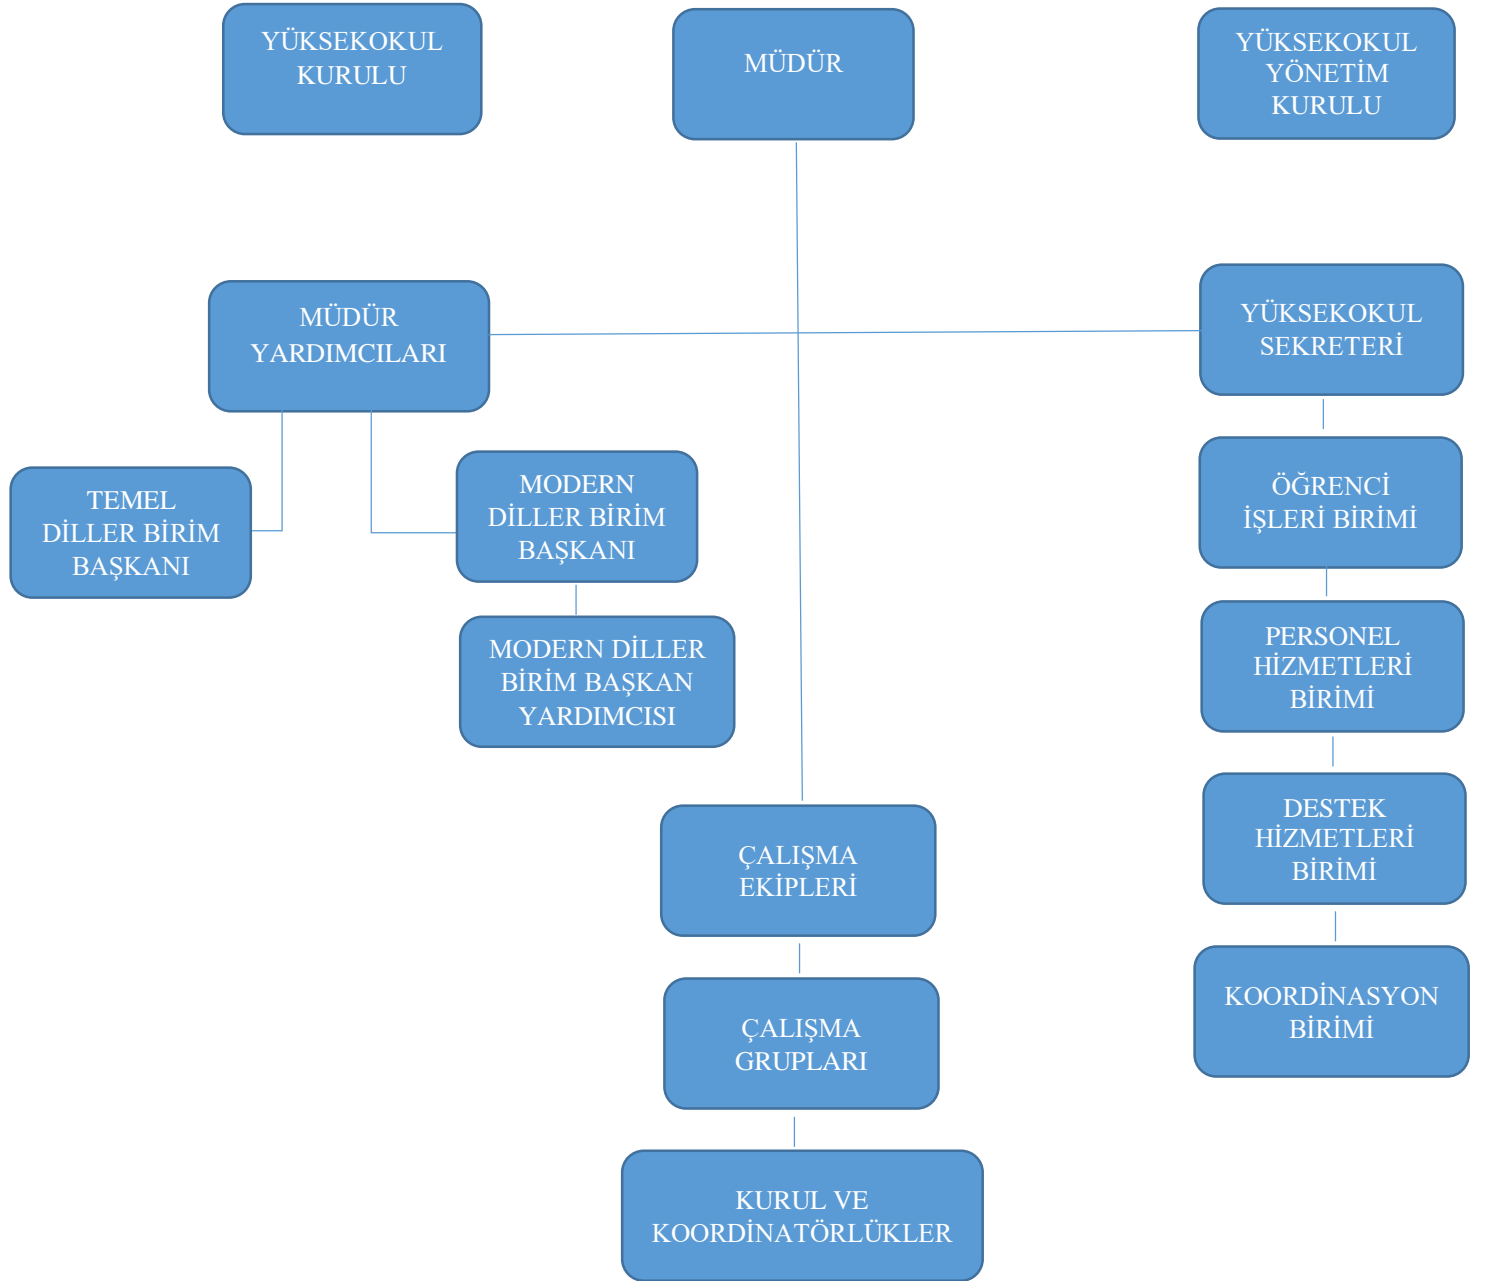 YÜKSEKOKUL
KURULU
MÜDÜR
YÜKSEKOKUL
YÖNETİM
KURULU
MÜDÜR
YARDIMCILARI
YÜKSEKOKUL
SEKRETERİ
TEMEL
DİLLER BİRİM
BAŞKANI
MODERN
DİLLER BİRİM
BAŞKANI
MODERN DİLLER
BİRİM BAŞKAN
YARDIMCISI
ÖĞRENCİ
İŞLERİ BİRİMİ
PERSONEL
HİZMETLERİ
BİRİMİ
DESTEK
HİZMETLERİ
BİRİMİ
KOORDİNASYON
BİRİMİ
ÇALIŞMA
EKİPLERİ
ÇALIŞMA
GRUPLARI
KURUL VE
KOORDİNATÖRLÜKLER